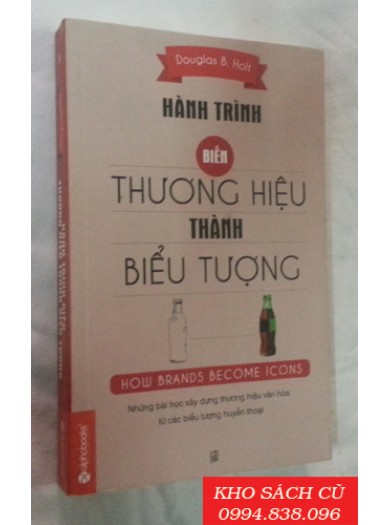 Douglas B. Holt
HÀNH TRÌNH
BIẾN
THƯƠNG HIỆU
THÀNH
BIỂU TƯỢNG
HOW BRANDS BECOME ICONS
Những bài học xây dựng thương hiệu văn hóa
từ các biểu tượng huyền thoại
alphabooks
KHO SÁCH CŨ
0994.838.096